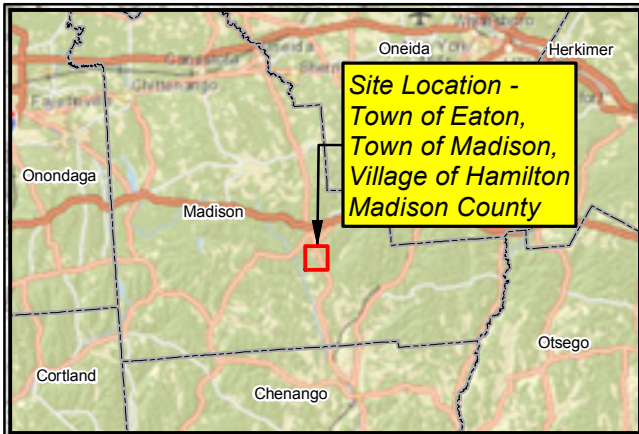 Oneida
Herkimer
Chittenango
Site Location -
Town of Eaton,
Town of Madison,
Village of Hamilton
Madison County
Onondaga
Madison
Otsego
Cortland
Chenango